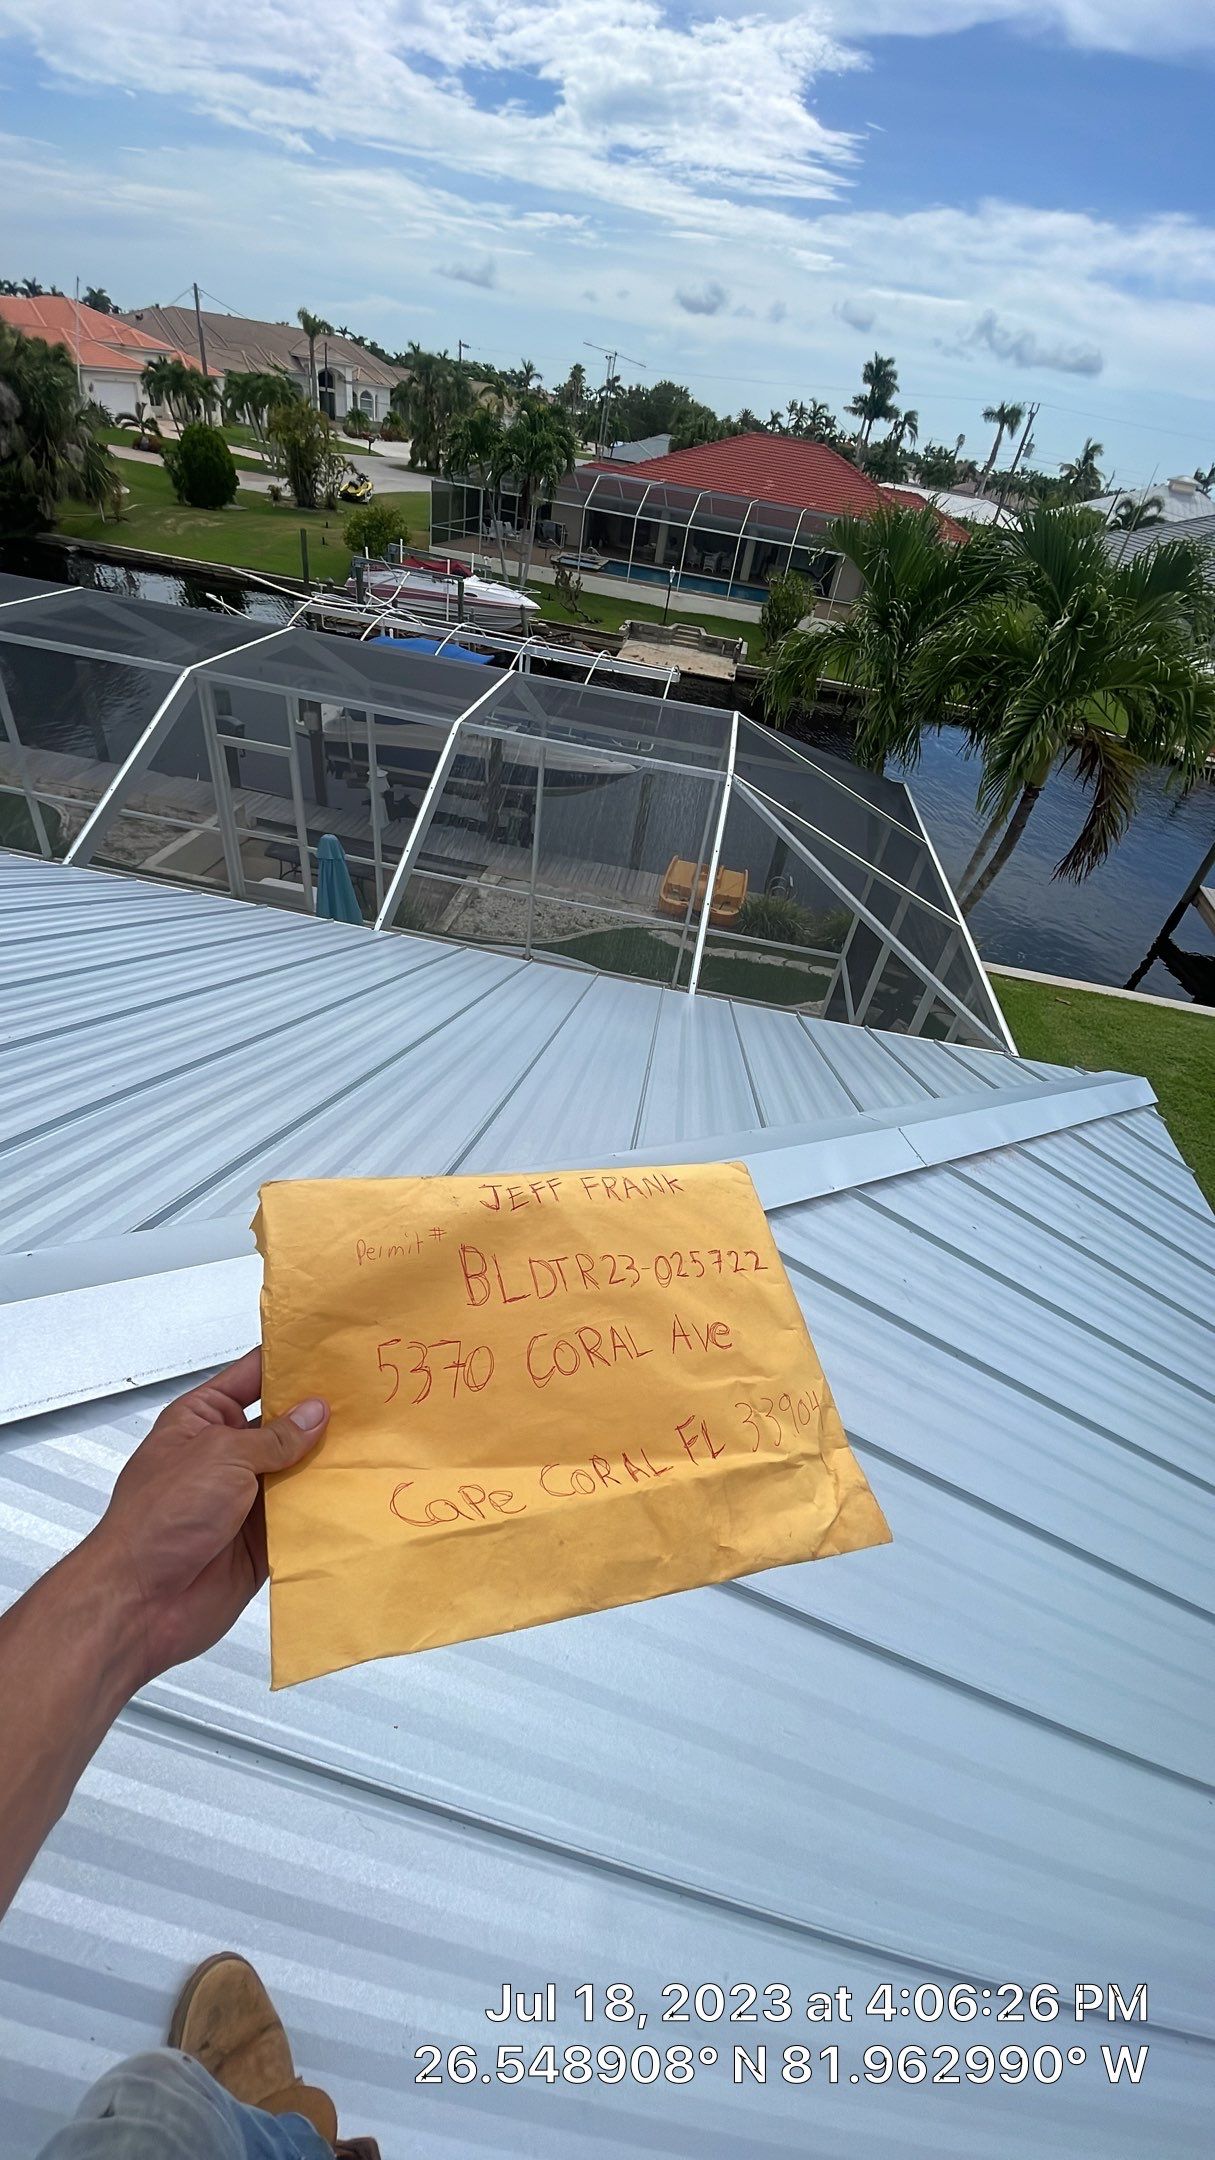 JEFF FRANK
Permit #
BLDTR23-025722
5370 CORAL Ave
Cape CORAL FL 33904
Jul 18, 2023 at 4:06:26 PM
26.548908° N 81.962990° W